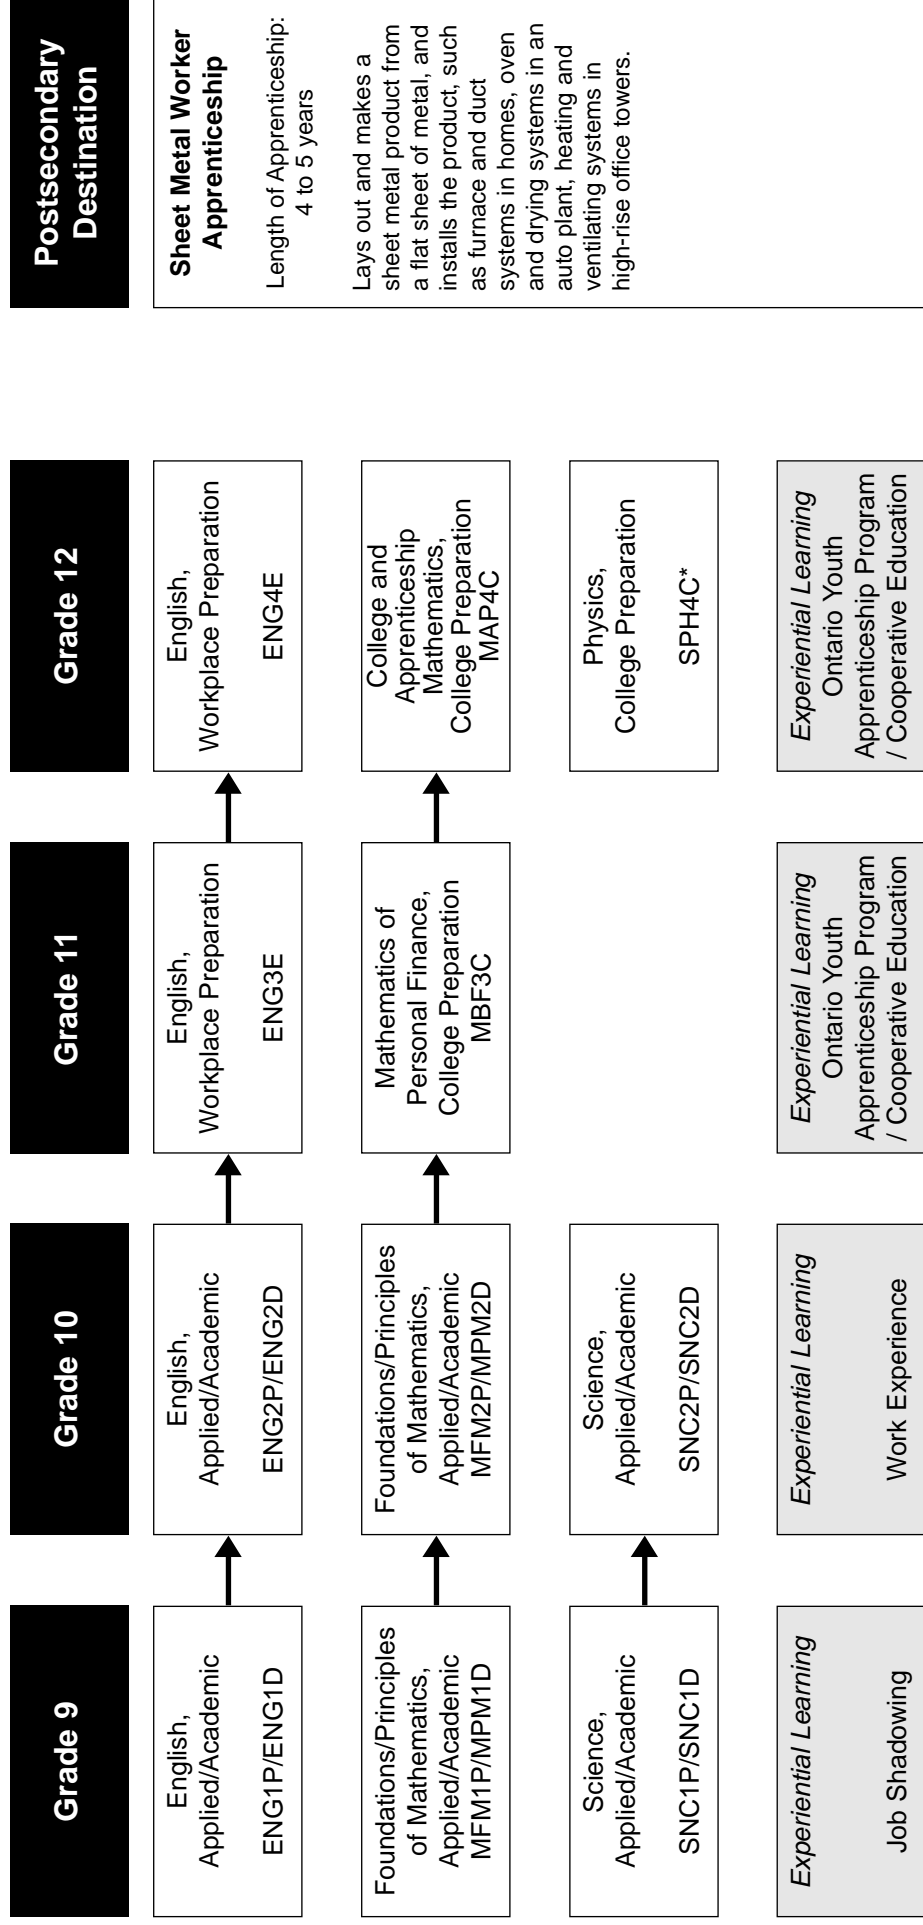 Grade 9
Grade 10
Grade 11
Grade 12
Postsecondary
Destination
English,
Applied/Academic
ENG1P/ENG1D
English,
Applied/Academic
ENG2P/ENG2D
English,
Workplace Preparation
ENG3E
English,
Workplace Preparation
ENG4E
Sheet Metal Worker
Apprenticeship
Length of Apprenticeship:
4 to 5 years
Lays out and makes a
sheet metal product from
a flat sheet of metal, and
installs the product, such
as furnace and duct
systems in homes, oven
and drying systems in an
auto plant, heating and
ventilating systems in
high-rise office towers.
Foundations/Principles
of Mathematics,
Applied/Academic
MFM1P/MPM1D
Foundations/Principles
of Mathematics,
Applied/Academic
MFM2P/MPM2D
Mathematics of
Personal Finance,
College Preparation
MBF3C
College and
Apprenticeship
Mathematics,
College Preparation
MAP4C
Science,
Applied/Academic
SNC1P/SNC1D
Science,
Applied/Academic
SNC2P/SNC2D
Physics,
College Preparation
SPH4C*
Experiential Learning
Job Shadowing
Experiential Learning
Work Experience
Experiential Learning
Ontario Youth
Apprenticeship Program
/ Cooperative Education
Experiential Learning
Ontario Youth
Apprenticeship Program
/ Cooperative Education